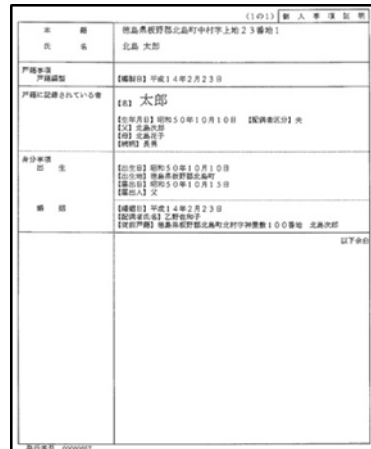 (1の1) 個人事項証明
本籍 徳島県板野郡北島町中村字上地23番地1
氏名 北島 太郎
戸籍事項
戸籍編製 【編製日】平成14年2月23日
戸籍に記録されている者 【名】太郎
【生年月日】昭和50年10月10日 【配偶者区分】夫
【父】北島次郎
【母】北島花子
【続柄】長男
身分事項
出生 【出生日】昭和50年10月10日
【出生地】徳島県板野郡北島町
【届出日】昭和50年10月15日
【届出人】父
婚姻 【婚姻日】平成14年2月23日
【配偶者氏名】乙野佐和子
【従前戸籍】徳島県板野郡北島町北村字神豊敷100番地 北島次郎
以下余白